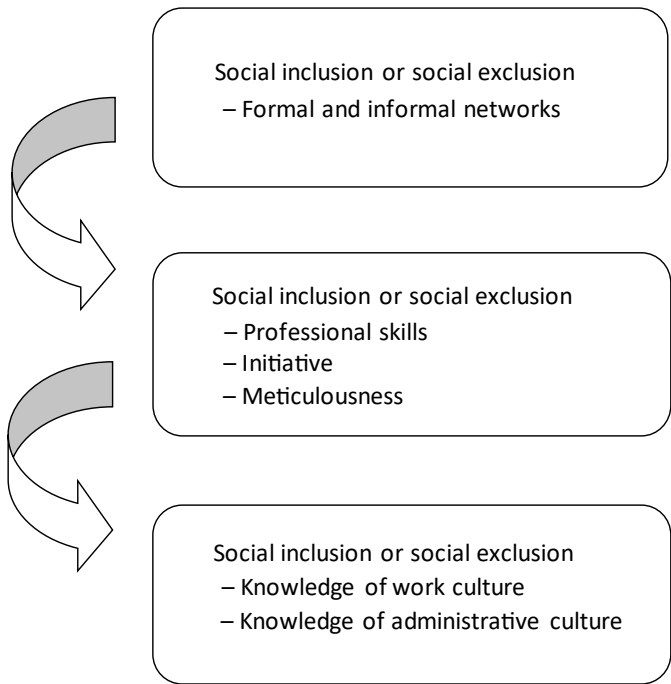 Social inclusion or social exclusion
– Formal and informal networks
Social inclusion or social exclusion
– Professional skills
– Initiative
– Meticulousness
Social inclusion or social exclusion
– Knowledge of work culture
– Knowledge of administrative culture